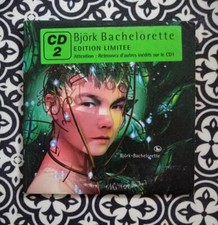 CD
2
Björk Bachelorette
EDITION LIMITEE
Attention : Retrouvez d'autres inédits sur le CD1
Björk-Bachelorette